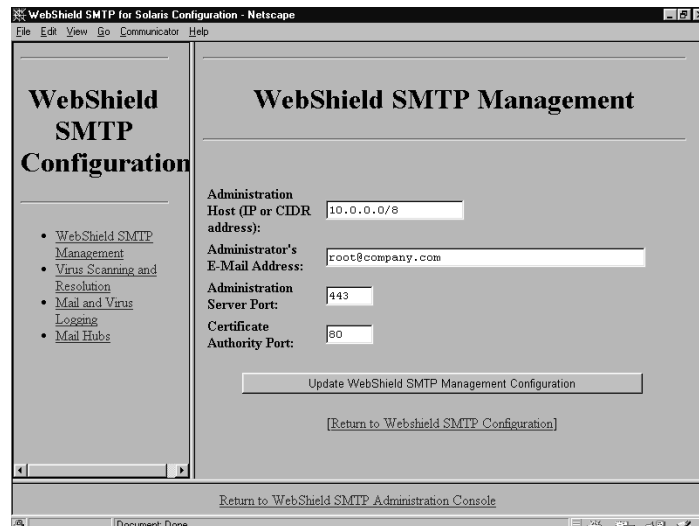 WebShield SMTP for Solaris Configuration - Netscape
File Edit View Go Communicator Help
WebShield
SMTP
Configuration
WebShield SMTP
Management
Virus Scanning and
Resolution
Mail and Virus
Logging
Mail Hubs
WebShield SMTP Management
Administration
Host (IP or CIDR
address):
10.0.0.0/8
Administrator's
E-Mail Address:
root@company.com
Administration
Server Port:
443
Certificate
Authority Port:
80
Update WebShield SMTP Management Configuration
[Return to Webshield SMTP Configuration]
Return to WebShield SMTP Administration Console
Document: Done